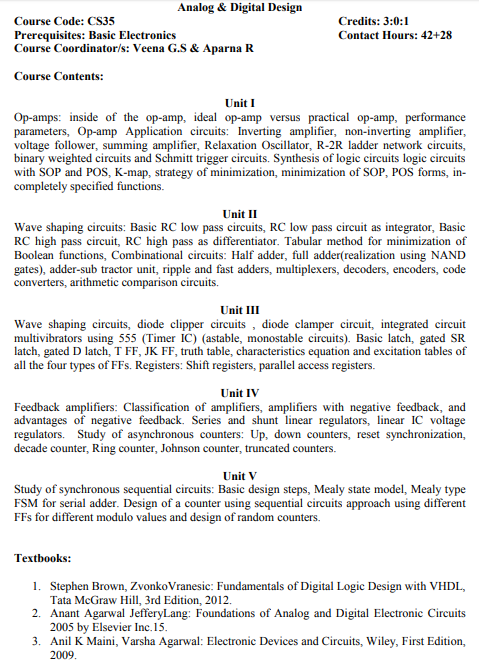 Analog & Digital Design
Course Code: CS35 Credits: 3:0:1
Prerequisites: Basic Electronics Contact Hours: 42+28
Course Coordinator/s: Veena G.S & Aparna R
Course Contents:
Unit I
Op-amps: inside of the op-amp, ideal op-amp versus practical op-amp, performance
parameters, Op-amp Application circuits: Inverting amplifier, non-inverting amplifier,
voltage follower, summing amplifier, Relaxation Oscillator, R-2R ladder network circuits,
binary weighted circuits and Schmitt trigger circuits. Synthesis of logic circuits logic circuits
with SOP and POS, K-map, strategy of minimization, minimization of SOP, POS forms, in-
completely specified functions.
Unit II
Wave shaping circuits: Basic RC low pass circuits, RC low pass circuit as integrator, Basic
RC high pass circuit, RC high pass as differentiator. Tabular method for minimization of
Boolean functions, Combinational circuits: Half adder, full adder(realization using NAND
gates), adder-sub tractor unit, ripple and fast adders, multiplexers, decoders, encoders, code
converters, arithmetic comparison circuits.
Unit III
Wave shaping circuits, diode clipper circuits , diode clamper circuit, integrated circuit
multivibrators using 555 (Timer IC) (astable, monostable circuits). Basic latch, gated SR
latch, gated D latch, T FF, JK FF, truth table, characteristics equation and excitation tables of
all the four types of FFs. Registers: Shift registers, parallel access registers.
Unit IV
Feedback amplifiers: Classification of amplifiers, amplifiers with negative feedback, and
advantages of negative feedback. Series and shunt linear regulators, linear IC voltage
regulators. Study of asynchronous counters: Up, down counters, reset synchronization,
decade counter, Ring counter, Johnson counter, truncated counters.
Unit V
Study of synchronous sequential circuits: Basic design steps, Mealy state model, Mealy type
FSM for serial adder. Design of a counter using sequential circuits approach using different
FFs for different modulo values and design of random counters.
Textbooks:
1. Stephen Brown, ZvonkoVranesic: Fundamentals of Digital Logic Design with VHDL,
Tata McGraw Hill, 3rd Edition, 2012.
2. Anant Agarwal JefferyLang: Foundations of Analog and Digital Electronic Circuits
2005 by Elsevier Inc.15.
3. Anil K Maini, Varsha Agarwal: Electronic Devices and Circuits, Wiley, First Edition,
2009.